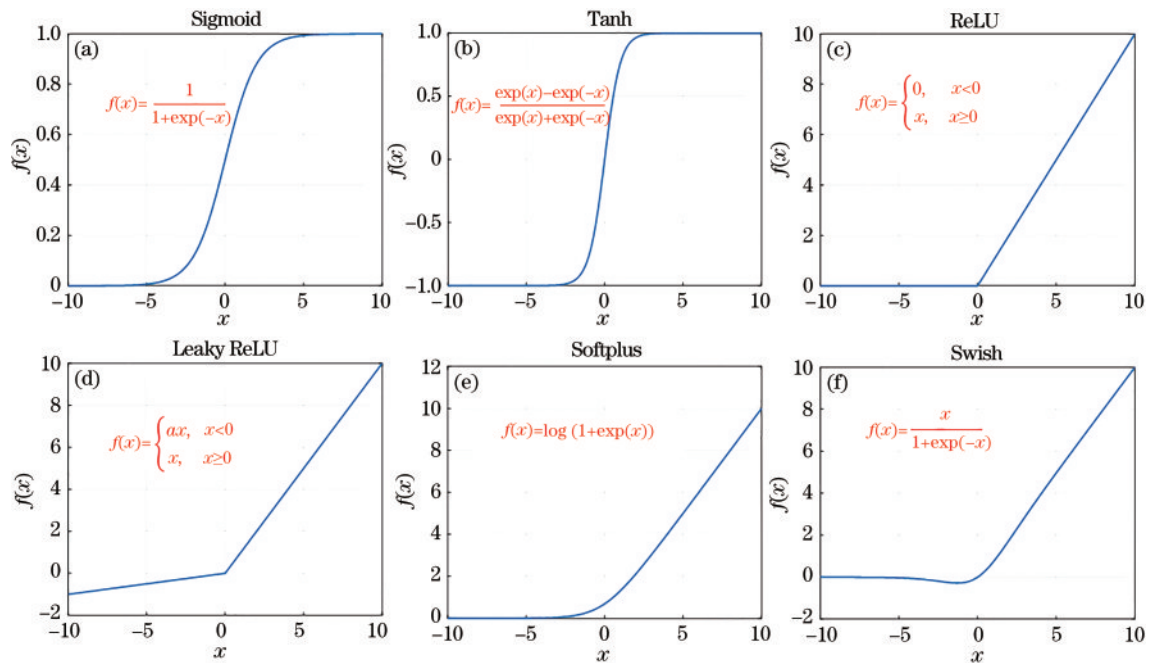 Sigmoid
(a)
f(x)= 1
1+exp(−x)
f(x)
1.0
0.8
0.6
0.4
0.2
0
−10 −5 0 5 10
x
Tanh
(b)
f(x)= exp(x)−exp(−x)
exp(x)+exp(−x)
f(x)
1.0
0.5
0
−0.5
−1.0
−10 −5 0 5 10
x
ReLU
(c)
f(x)= { 0, x<0
x, x≥0
f(x)
10
8
6
4
2
0
−10 −5 0 5 10
x
Leaky ReLU
(d)
f(x)= { ax, x<0
x, x≥0
f(x)
10
8
6
4
2
0
−2
−10 −5 0 5 10
x
Softplus
(e)
f(x)=log (1+exp(x))
f(x)
12
10
8
6
4
2
0
−10 −5 0 5 10
x
Swish
(f)
f(x)= x
1+exp(−x)
f(x)
10
8
6
4
2
0
−2
−10 −5 0 5 10
x